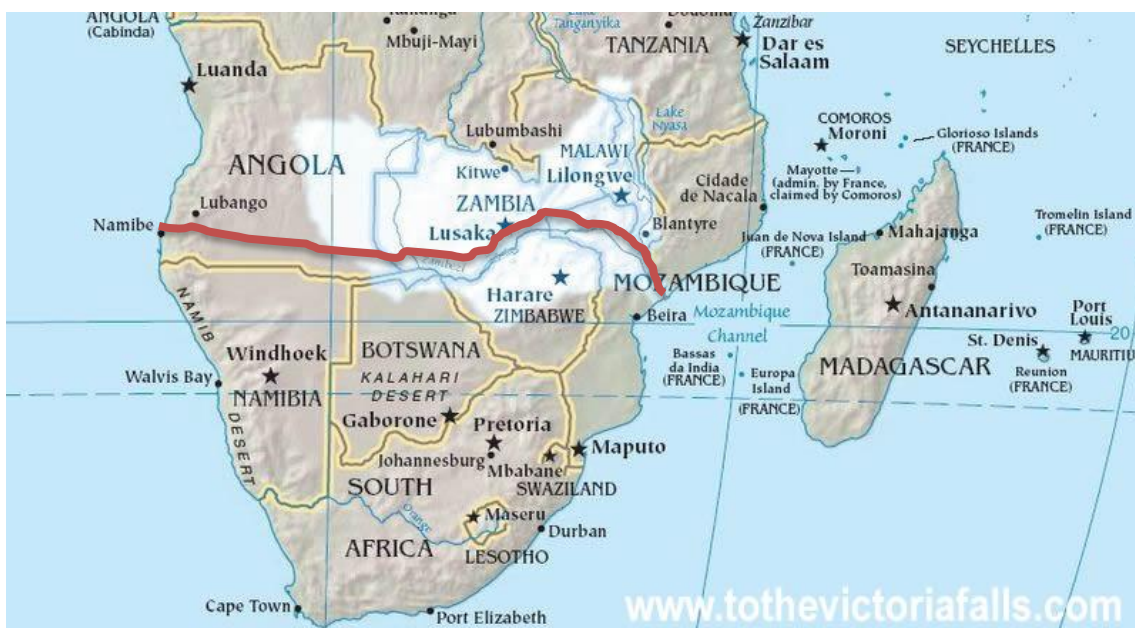 ANGOLA
(Cabinda)
Mbuji-Mayi
Lake
Tanganyika
Dodoma
Zanzibar
TANZANIA
Dar es
Salaam
SEYCHELLES
Luanda
Lubumbashi
Lake
Nyasa
COMOROS
Moroni
Glorioso Islands
(FRANCE)
ANGOLA
Kitwe
MALAWI
Lilongwe
Mayotte
(admin. by France,
claimed by Comoros)
Cidade
de Nacala
Lubango
Namibe
ZAMBIA
Lusaka
Blantyre
Juan de Nova Island
(FRANCE)
Mahajanga
Tromelin Island
(FRANCE)
Zambezi
Toamasina
Harare
ZIMBABWE
MOZAMBIQUE
Beira
Mozambique
Channel
Antananarivo
Port
Louis
20
St. Denis
MAURITIU
Reunion
(FRANCE)
NAMIB
DESERT
Windhoek
Walvis Bay
NAMIBIA
BOTSWANA
KALAHARI
DESERT
Gaborone
Bassas
da India
(FRANCE)
Europa
Island
(FRANCE)
MADAGASCAR
Pretoria
Johannesburg
Mbabane
Maputo
SWAZILAND
SOUTH
AFRICA
Orange
Maseru
LESOTHO
Durban
Cape Town
Port Elizabeth
www.tothevictoriafalls.com